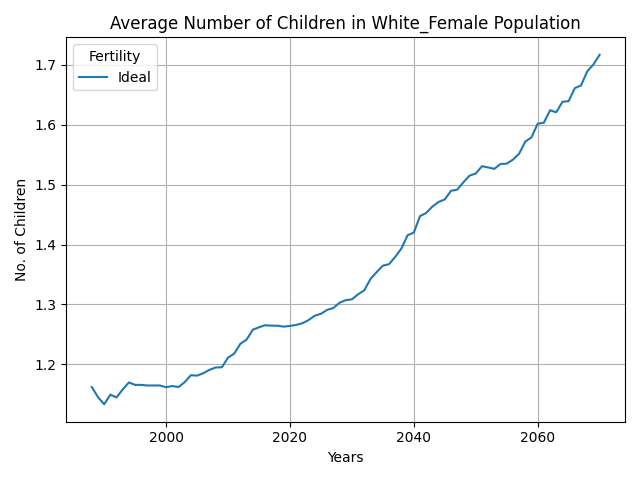 Average Number of Children in White_Female Population
Fertility
Ideal
No. of Children
1.7
1.6
1.5
1.4
1.3
1.2
2000 2020 2040 2060
Years